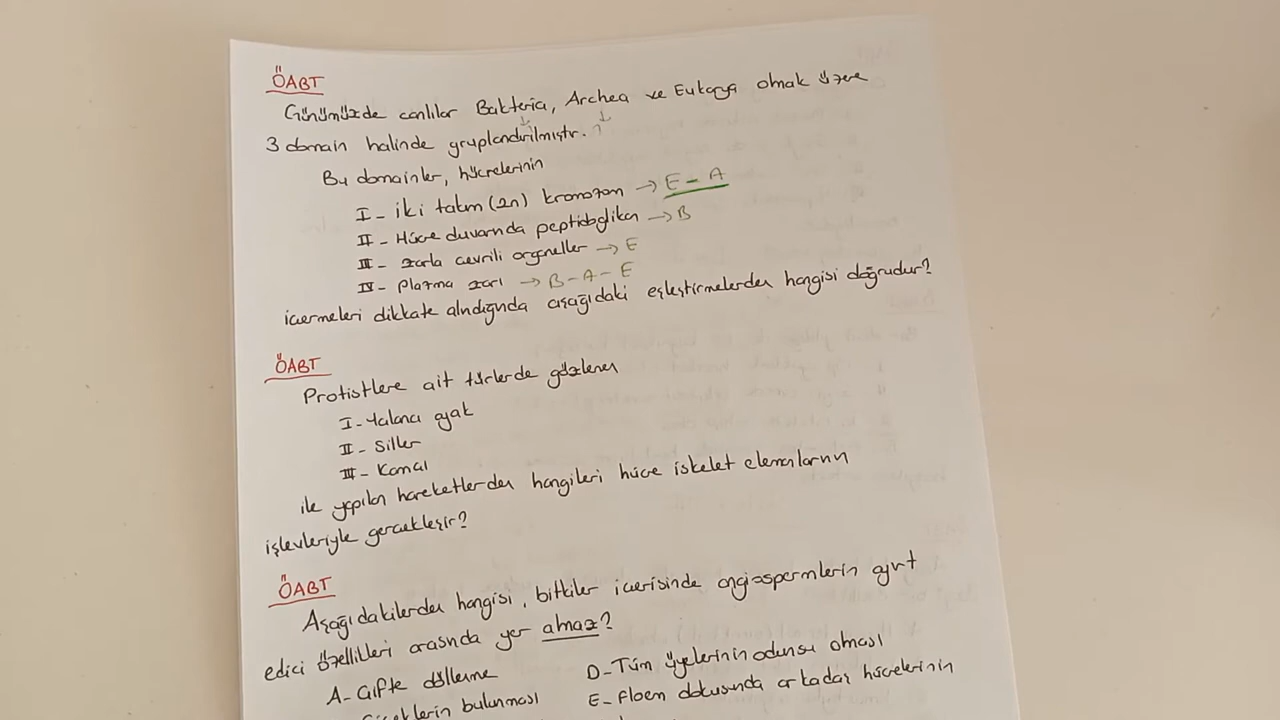 ÖABT
Günümüzde canlılar Bakteria, Archea ve Eukarya olmak üzere
3 domain halinde gruplandırılmıştır.
Bu domainler, hücrelerinin
I - iki takım (2n) kromozom → E - A
II - Hücre duvarında peptidoglikan → B
III - zarla çevrili organeller → E
IV - Plazma zarı → B - A - E
içermeleri dikkate alındığında aşağıdaki eşleştirmelerden hangisi doğrudur?
ÖABT
Protistlere ait türlerde gözlenen
I - Yalancı ayak
II - Siller
III - Kamçı
ile yapılan hareketlerden hangileri hücre iskelet elemanlarının
işlevleriyle gerçekleşir?
ÖABT
Aşağıdakilerden hangisi, bitkiler içerisinde angiospermlerin ayırt
edici özellikleri arasında yer almaz?
A - Çifte döllenme
D - Tüm üyelerinin odunsu olması
Çiçeklerin bulunması
E - Floem dokusunda arkadaş hücrelerinin